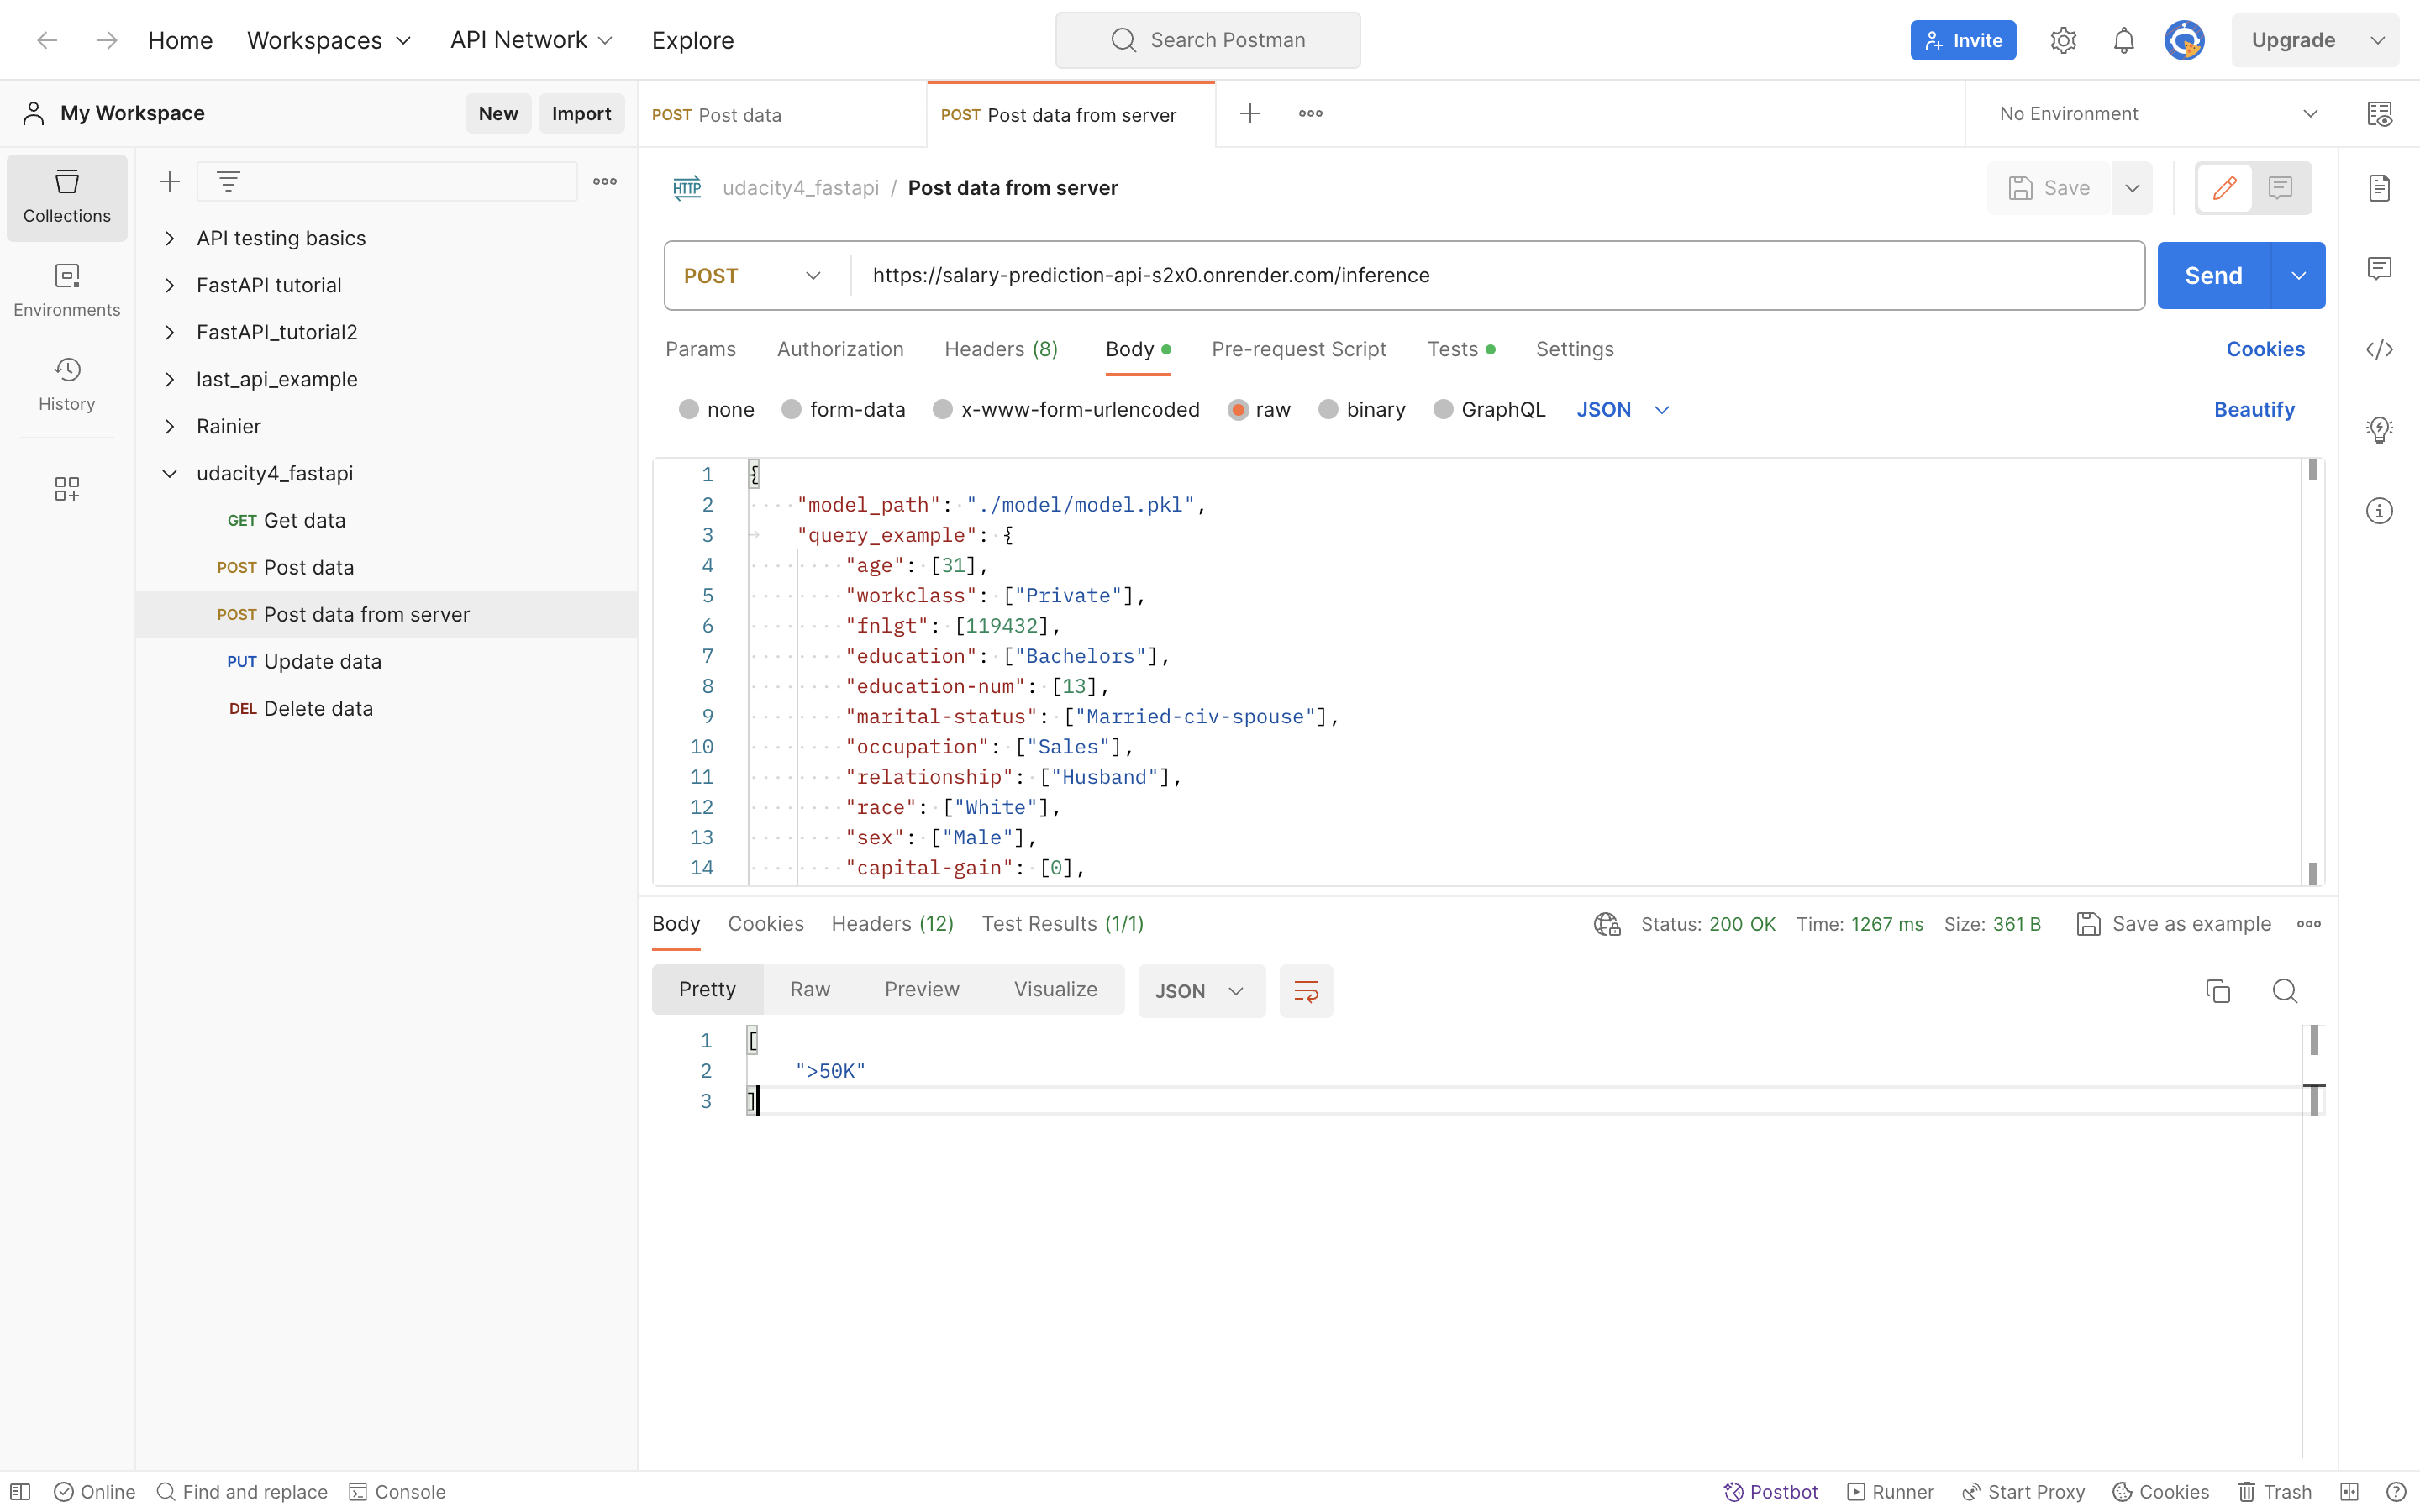 Home Workspaces API Network Explore Search Postman Invite Upgrade
My Workspace New Import
POST Post data POST Post data from server No Environment
Collections
Environments
History
API testing basics
FastAPI tutorial
FastAPI_tutorial2
last_api_example
Rainier
udacity4_fastapi
GET Get data
POST Post data
POST Post data from server
PUT Update data
DEL Delete data
HTTP udacity4_fastapi / Post data from server Save
POST https://salary-prediction-api-s2x0.onrender.com/inference Send
Params Authorization Headers (8) Body Pre-request Script Tests Settings Cookies
none form-data x-www-form-urlencoded raw binary GraphQL JSON Beautify
1 {
2 "model_path": "./model/model.pkl",
3 "query_example": {
4 "age": [31],
5 "workclass": ["Private"],
6 "fnlgt": [119432],
7 "education": ["Bachelors"],
8 "education-num": [13],
9 "marital-status": ["Married-civ-spouse"],
10 "occupation": ["Sales"],
11 "relationship": ["Husband"],
12 "race": ["White"],
13 "sex": ["Male"],
14 "capital-gain": [0],
Body Cookies Headers (12) Test Results (1/1) Status: 200 OK Time: 1267 ms Size: 361 B Save as example
Pretty Raw Preview Visualize JSON
1 [
2 ">50K"
3 ]
Online Find and replace Console Postbot Runner Start Proxy Cookies Trash